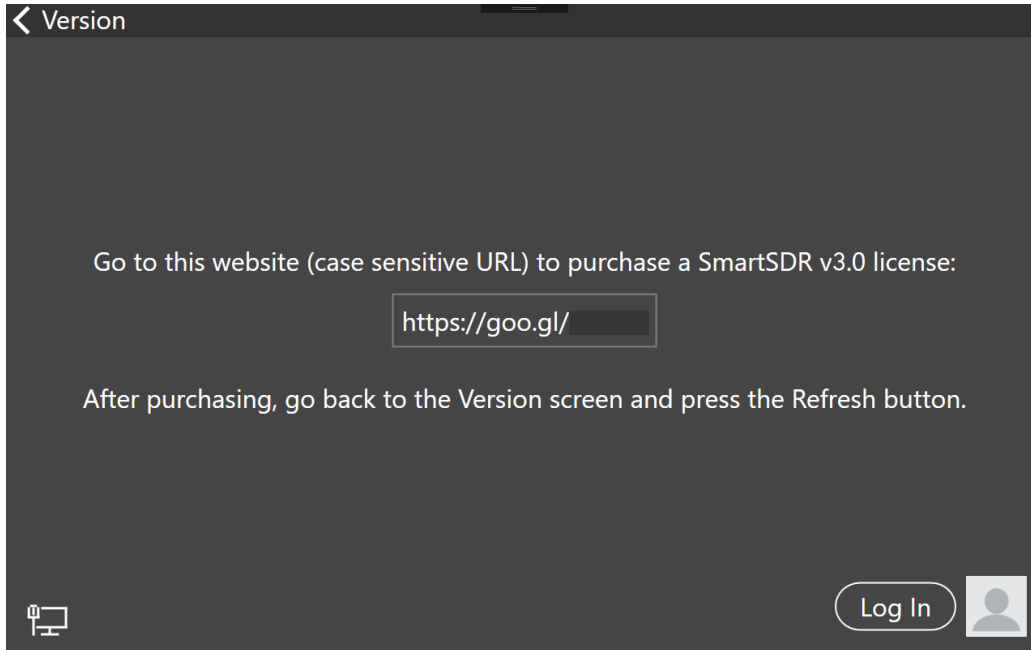 Version
Go to this website (case sensitive URL) to purchase a SmartSDR v3.0 license:
https://goo.gl/
After purchasing, go back to the Version screen and press the Refresh button.
Log In